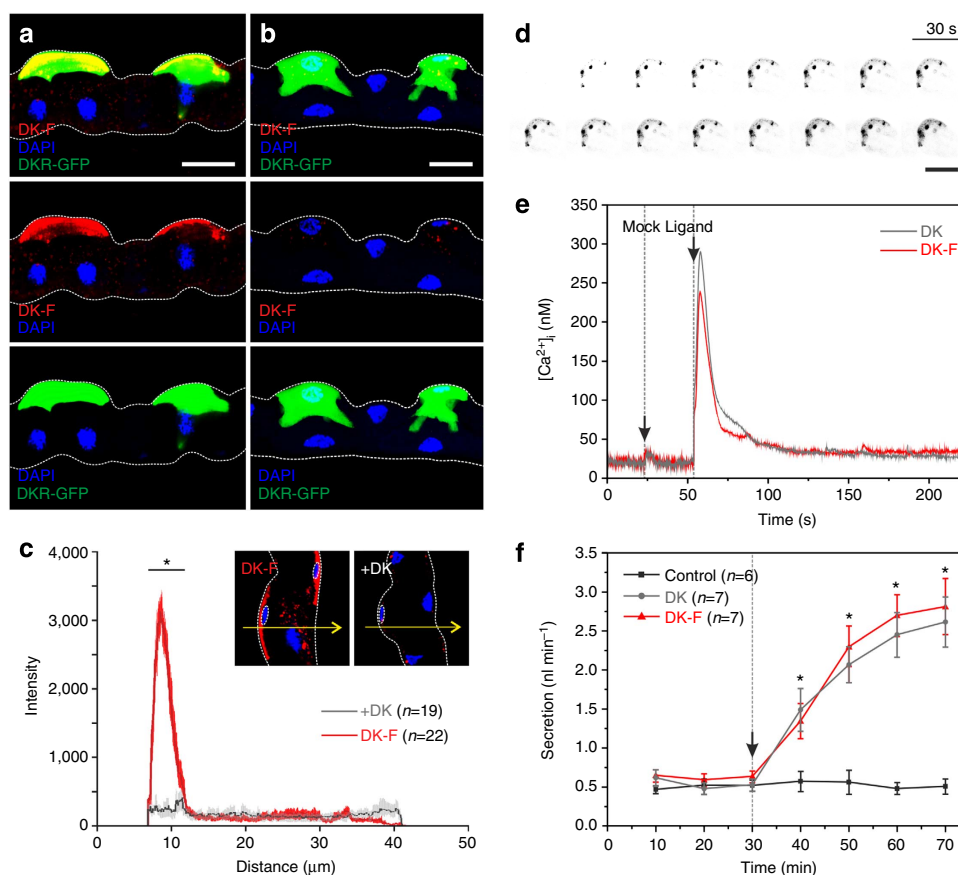 a
DK-F
DAPI
DKR-GFP
DK-F
DAPI
DAPI
DKR-GFP
b
DK-F
DAPI
DKR-GFP
DK-F
DAPI
DAPI
DKR-GFP
c
4,000
3,000
2,000
1,000
0
Intensity
*
DK-F
+DK
+DK (n=19)
DK-F (n=22)
0
10
20
30
40
50
Distance (μm)
d
30 s
e
350
300
250
200
150
100
50
0
[Ca2+]i (nM)
Mock Ligand
DK
DK-F
0
50
100
150
200
Time (s)
f
3.5
3.0
2.5
2.0
1.5
1.0
0.5
0.0
Secretion (nl min−1)
Control (n=6)
DK (n=7)
DK-F (n=7)
*
*
*
*
10
20
30
40
50
60
70
Time (min)